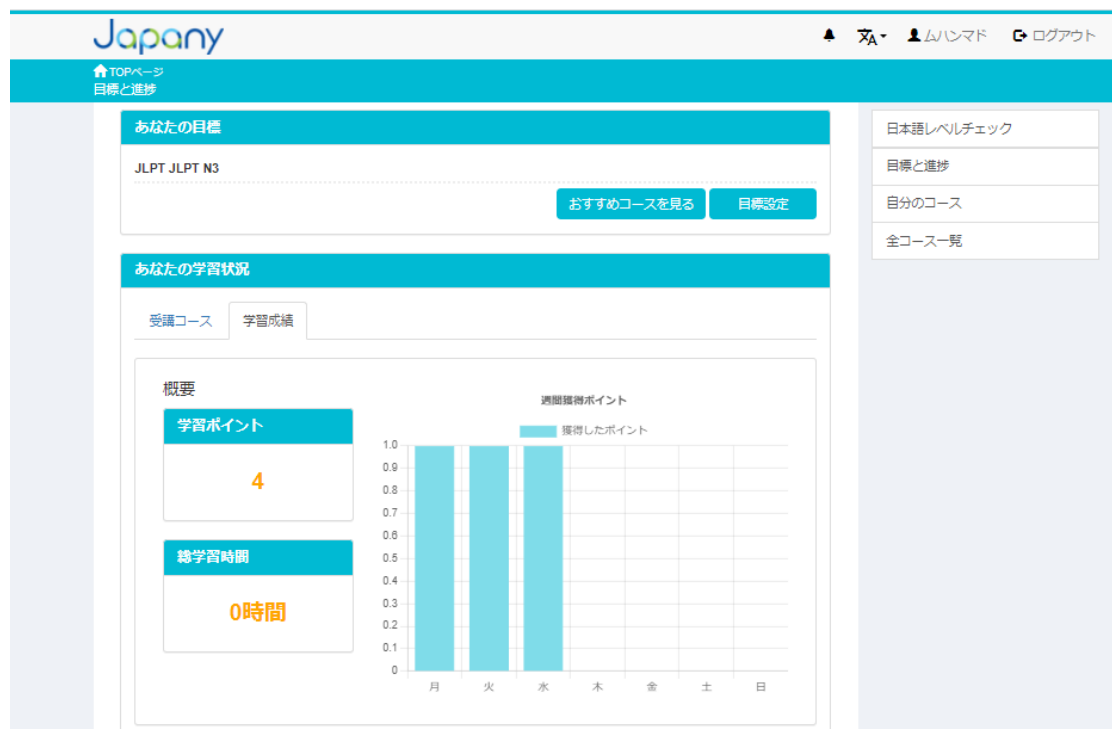 Japany
ムハンマド ログアウト
TOPページ
目標と進捗
あなたの目標
JLPT JLPT N3
おすすめコースを見る 目標設定
日本語レベルチェック
目標と進捗
自分のコース
全コース一覧
あなたの学習状況
受講コース 学習成績
概要
学習ポイント
4
総学習時間
0時間
週間獲得ポイント
獲得したポイント
1.0
0.9
0.8
0.7
0.6
0.5
0.4
0.3
0.2
0.1
0
月 火 水 木 金 土 日